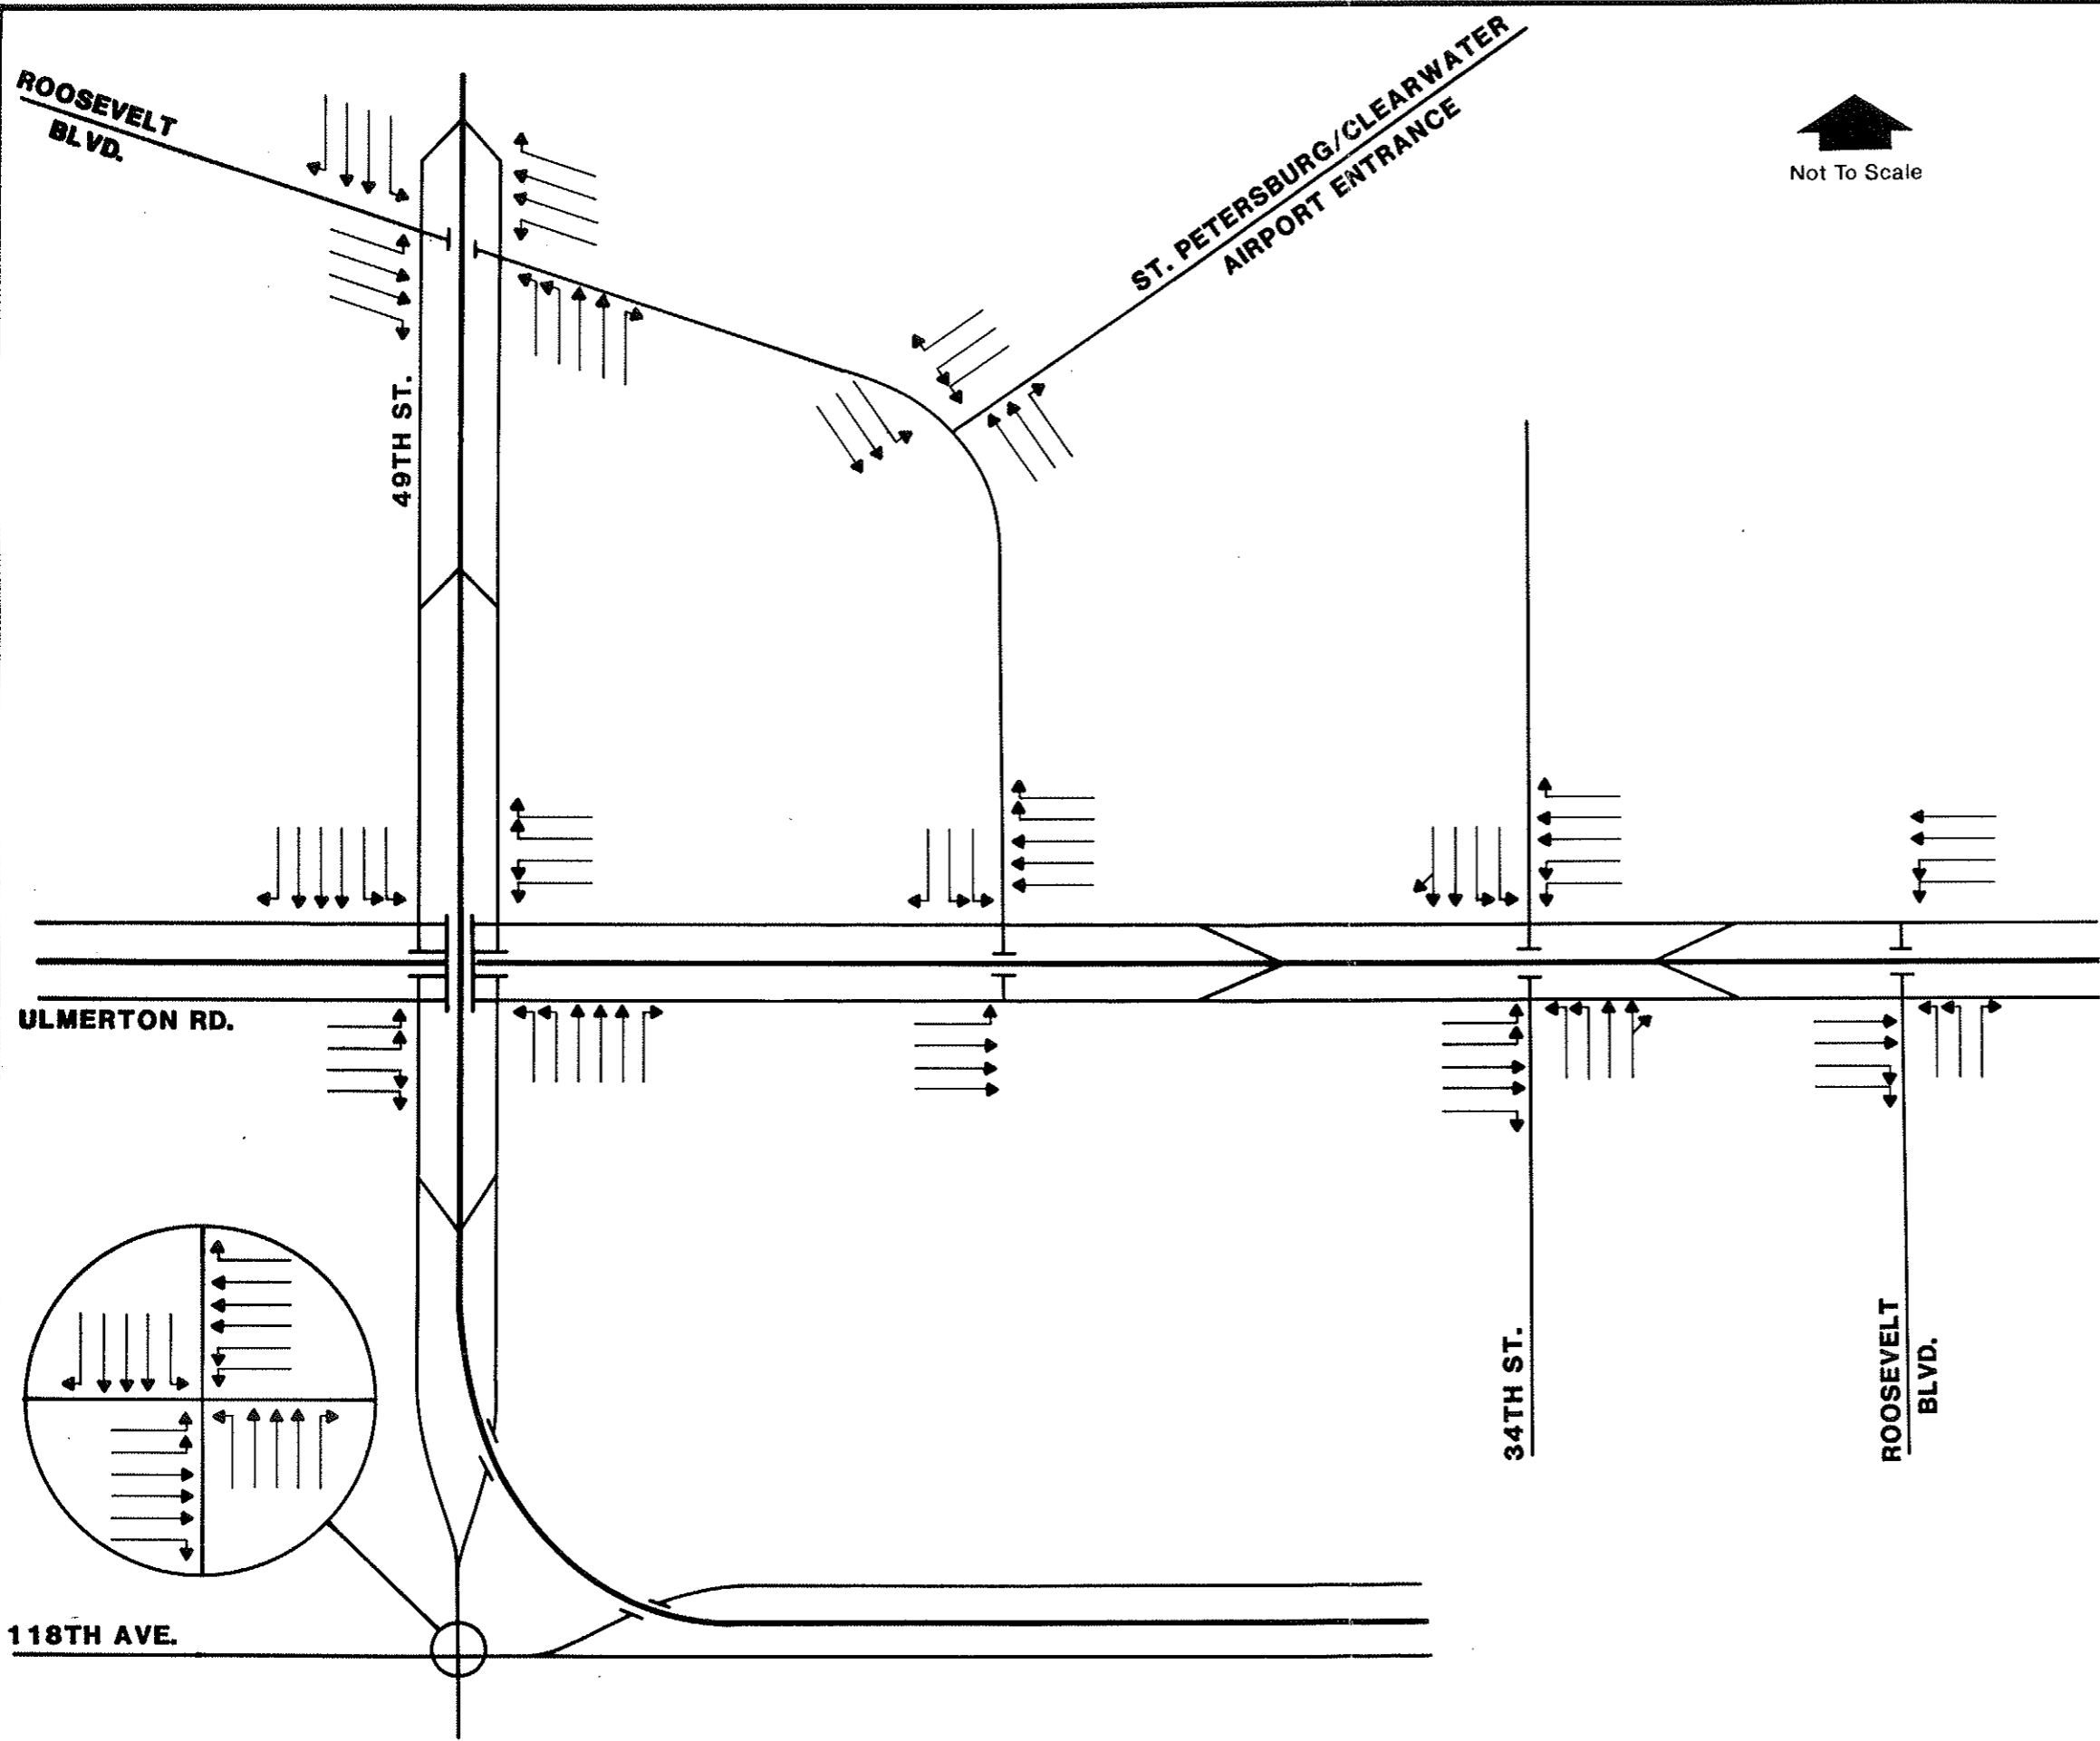 ROOSEVELT
BLVD.
ST. PETERSBURG/CLEARWATER
AIRPORT ENTRANCE
Not To Scale
49TH ST.
ULMERTON RD.
34TH ST.
ROOSEVELT
BLVD.
118TH AVE.